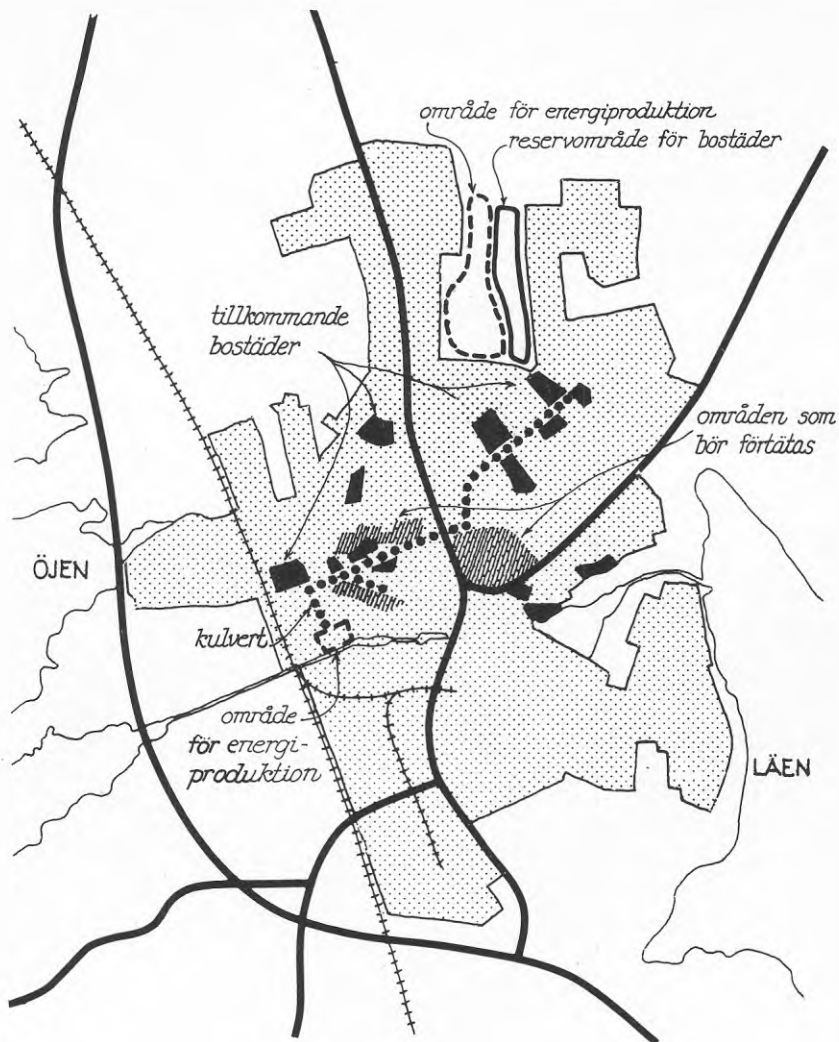 område för energiproduktion
reservområde för bostäder
tillkommande
bostäder
områden som
bör förtätas
ÖJEN
kulvert
område
för energi-
produktion
LÄEN